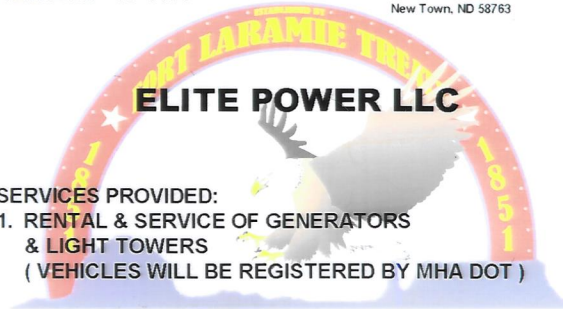 New Town, ND 58763
ESTABLISHED BY
FORT LARAMIE TREATY
ELITE POWER LLC
1851
1851
SERVICES PROVIDED:
1. RENTAL & SERVICE OF GENERATORS
& LIGHT TOWERS
( VEHICLES WILL BE REGISTERED BY MHA DOT )